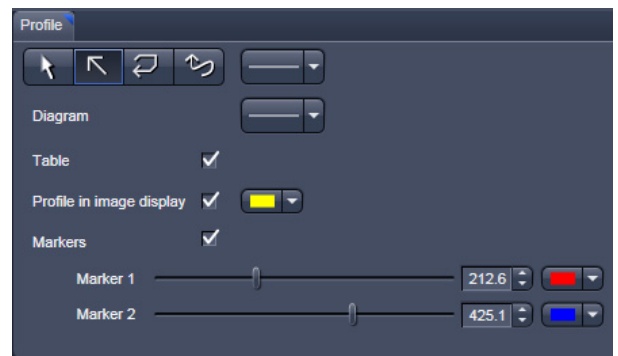 Profile
Diagram
Table
Profile in image display
Markers
Marker 1 212.6
Marker 2 425.1